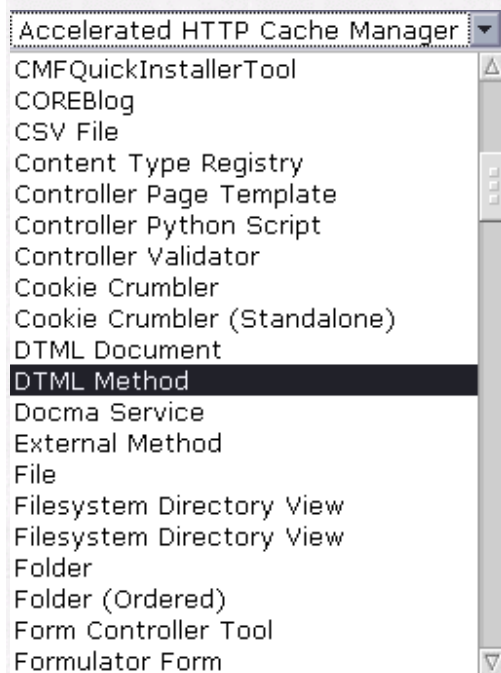 Accelerated HTTP Cache Manager
CMFQuickInstallerTool
COREBlog
CSV File
Content Type Registry
Controller Page Template
Controller Python Script
Controller Validator
Cookie Crumbler
Cookie Crumbler (Standalone)
DTML Document
DTML Method
Docma Service
External Method
File
Filesystem Directory View
Filesystem Directory View
Folder
Folder (Ordered)
Form Controller Tool
Formulator Form